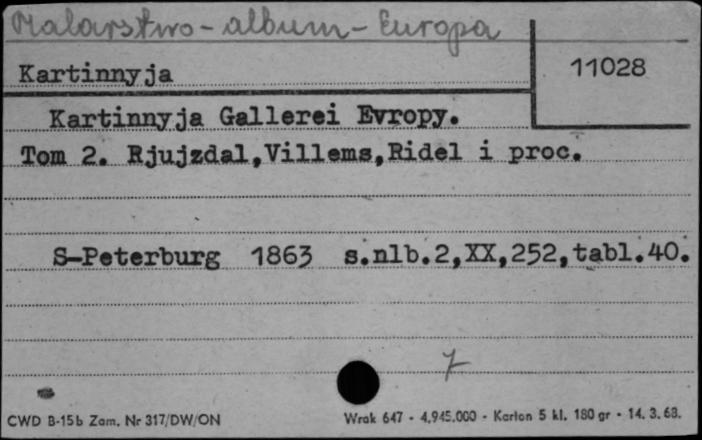 Malarstwo - album - Europa
Kartinnyja
11028
Kartinnyja Gallerei Evropy.
Tom 2. Rjujzdal,Villems,Ridel i proc.
S-Peterburg 1863 s.nlb.2,XX,252,tabl.40.
7
CWD B-15b Zam. Nr 317/DW/ON
Wrak 647 - 4.945.000 - Karton 5 kl. 180 gr - 14. 3. 68.